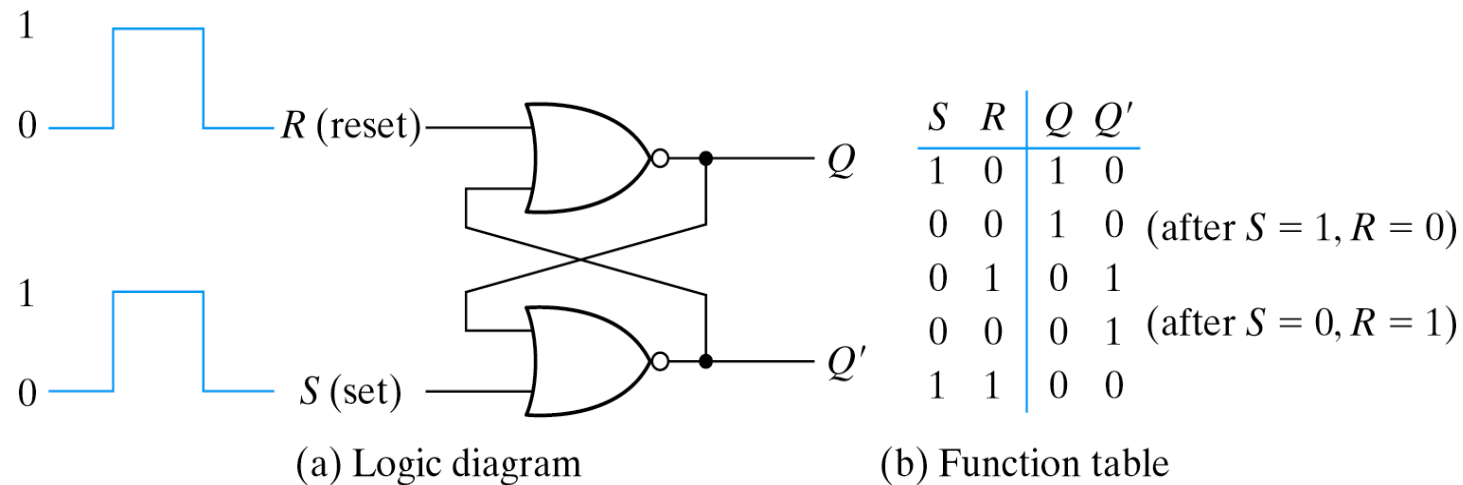 1
0
R (reset)
Q
1
0
S (set)
Q′
(a) Logic diagram
S R Q Q′
1 0 1 0
0 0 1 0 (after S = 1, R = 0)
0 1 0 1
0 0 0 1 (after S = 0, R = 1)
1 1 0 0
(b) Function table